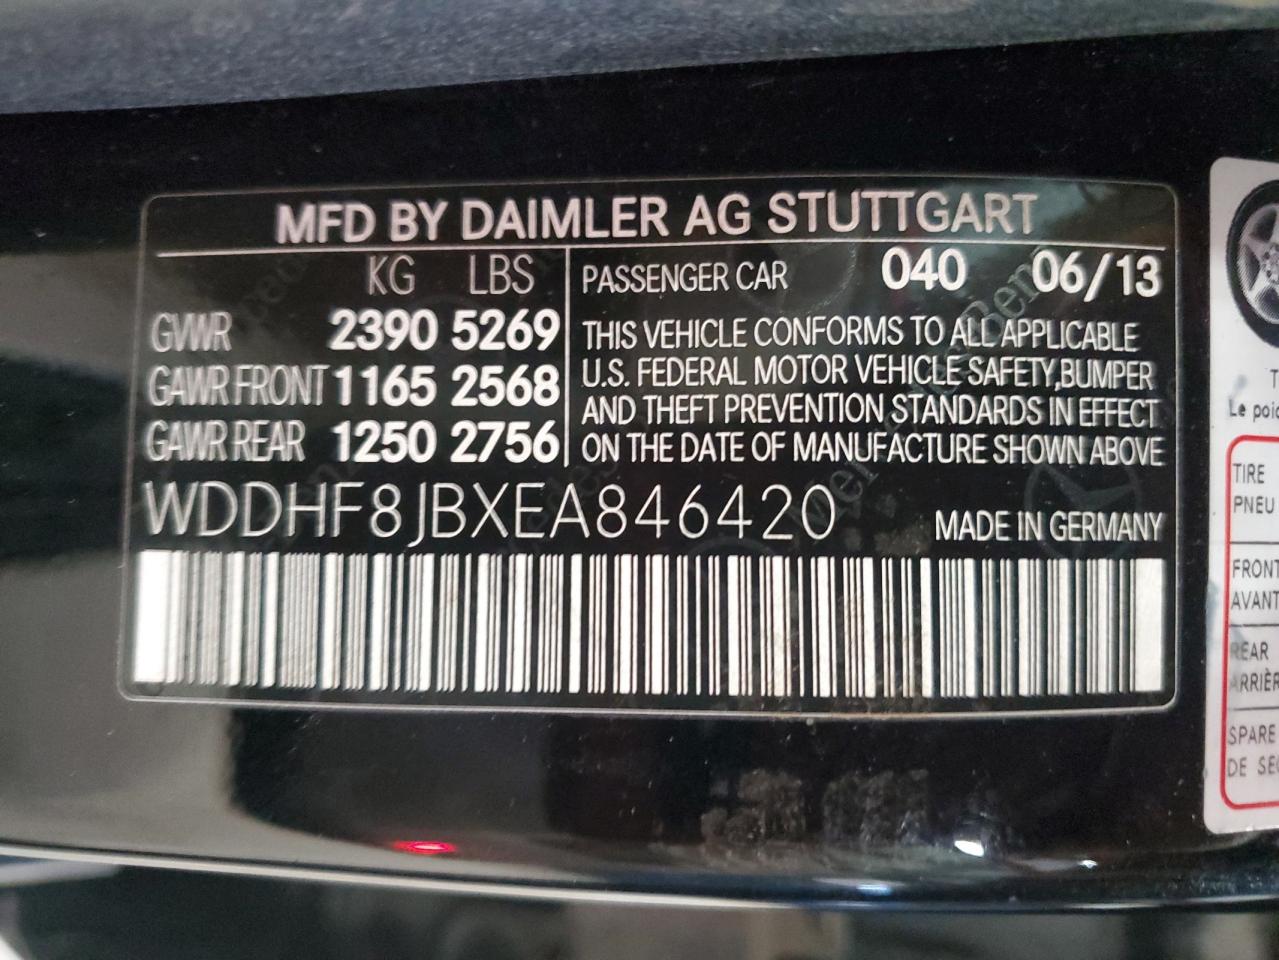 MFD BY DAIMLER AG STUTTGART
KG LBS
GVWR 2390 5269
GAWR FRONT 1165 2568
GAWR REAR 1250 2756
PASSENGER CAR 040 06/13
THIS VEHICLE CONFORMS TO ALL APPLICABLE
U.S. FEDERAL MOTOR VEHICLE SAFETY, BUMPER
AND THEFT PREVENTION STANDARDS IN EFFECT
ON THE DATE OF MANUFACTURE SHOWN ABOVE
WDDHF8JBXEA846420 MADE IN GERMANY
Le
TIRE
PNEU
FRONT
AVANT
REAR
SPARE
DE